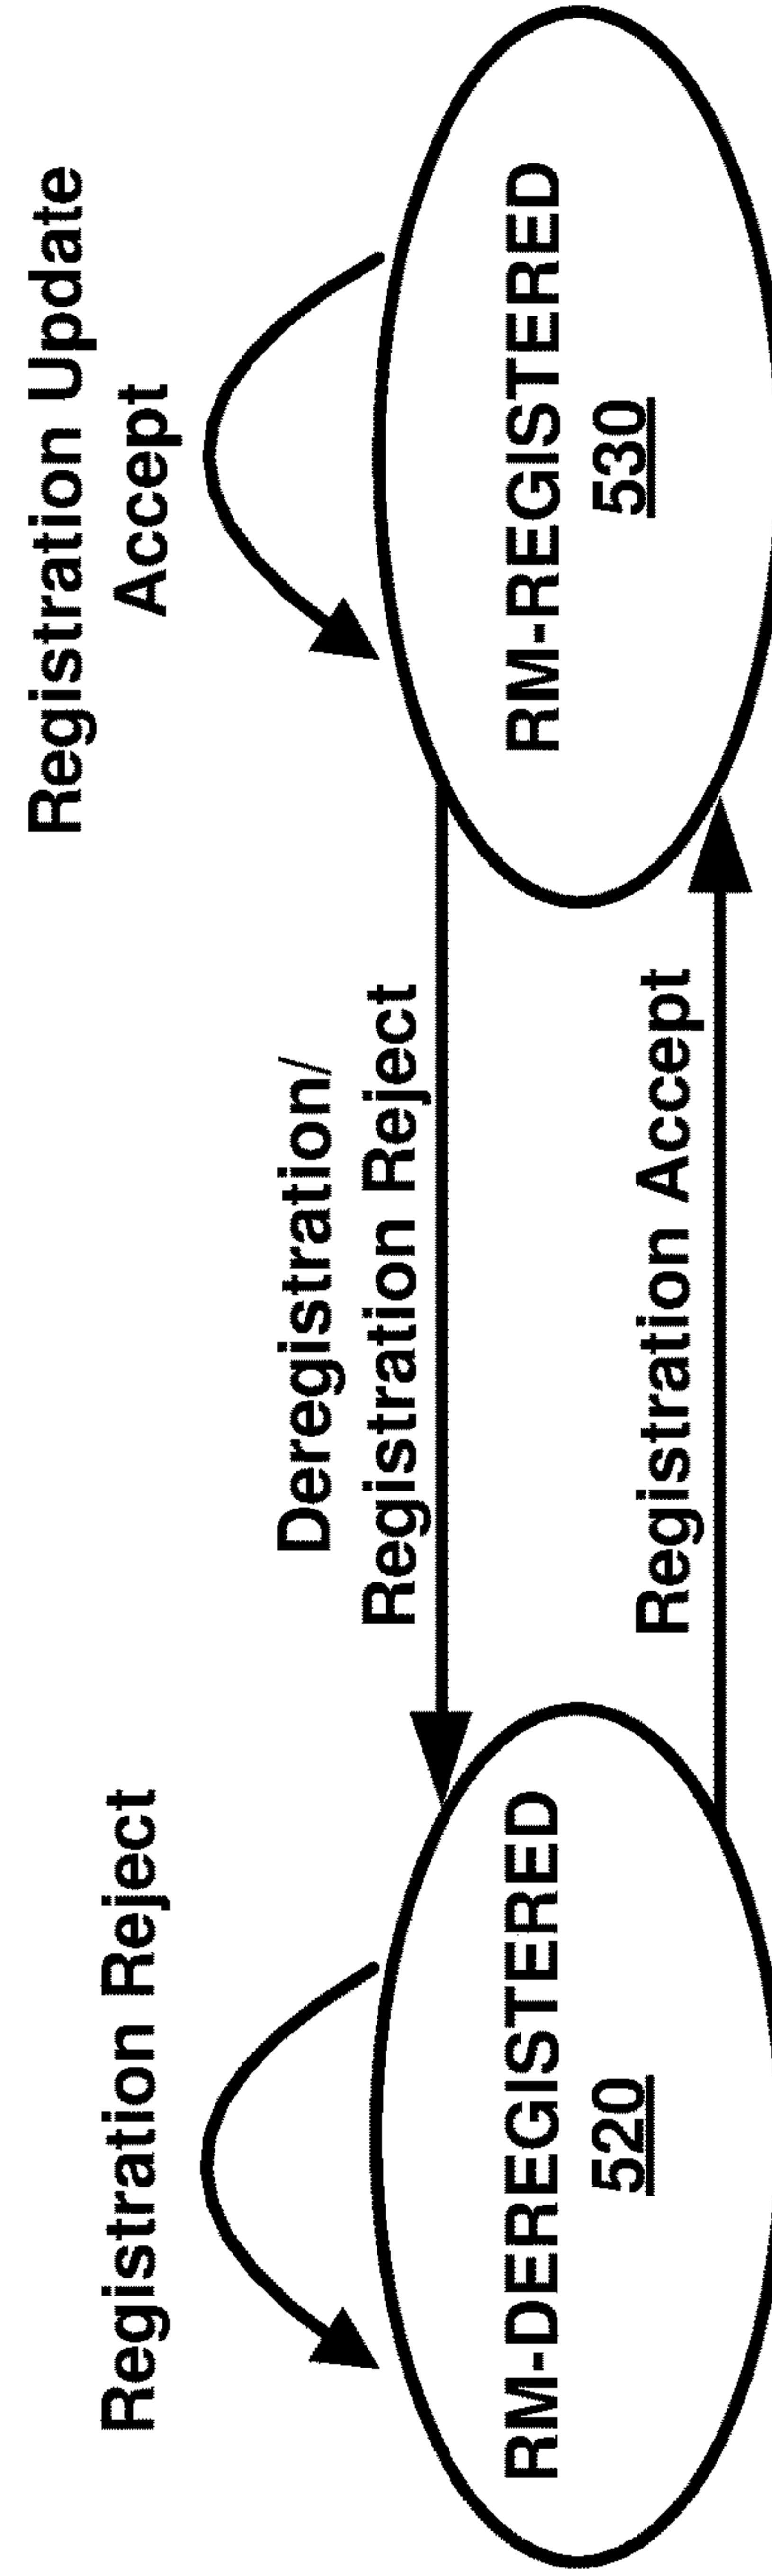 Registration Reject
Registration Update
Accept
Deregistration/
Registration Reject
RM-DEREGISTERED
520
RM-REGISTERED
530
Registration Accept